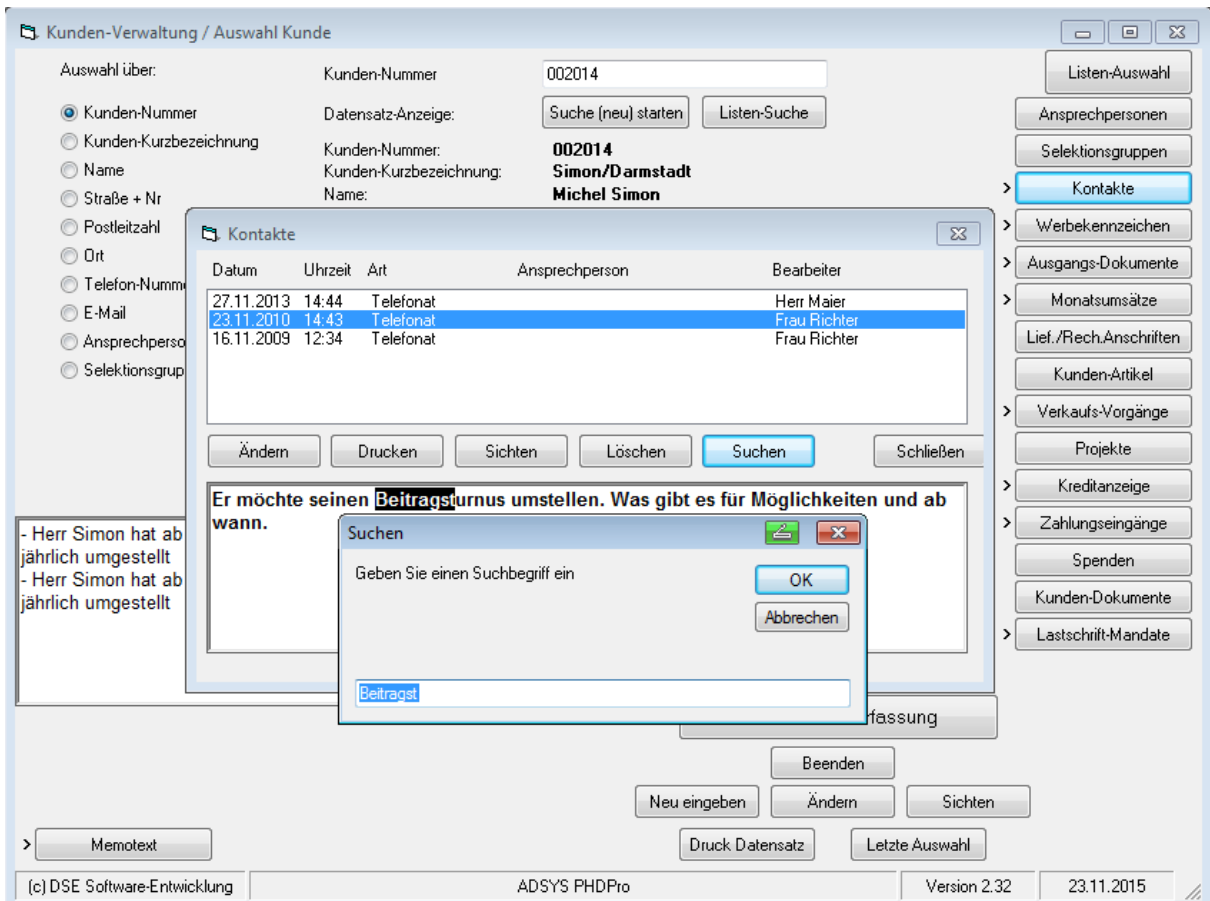 Kunden-Verwaltung / Auswahl Kunde
Auswahl über:
Kunden-Nummer
Kunden-Kurzbezeichnung
Name
Straße + Nr
Postleitzahl
Ort
Telefon-Numm
E-Mail
Ansprechperso
Selektionsgrup
Kunden-Nummer 002014
Datensatz-Anzeige: Suche (neu) starten Listen-Suche
Kunden-Nummer: 002014
Kunden-Kurzbezeichnung: Simon/Darmstadt
Name: Michel Simon
Listen-Auswahl
Ansprechpersonen
Selektionsgruppen
> Kontakte
> Werbekennzeichen
> Ausgangs-Dokumente
> Monatsumsätze
Lief./Rech.Anschriften
Kunden-Artikel
> Verkaufs-Vorgänge
Projekte
> Kreditanzeige
> Zahlungseingänge
Spenden
Kunden-Dokumente
> Lastschrift-Mandate
Kontakte
Datum Uhrzeit Art Ansprechperson Bearbeiter
27.11.2013 14:44 Telefonat Herr Maier
23.11.2010 14:43 Telefonat Frau Richter
16.11.2009 12:34 Telefonat Frau Richter
Ändern Drucken Sichten Löschen Suchen Schließen
Er möchte seinen Beitragsturnus umstellen. Was gibt es für Möglichkeiten und ab
wann.
- Herr Simon hat ab
jährlich umgestellt
- Herr Simon hat ab
jährlich umgestellt
Suchen
Geben Sie einen Suchbegriff ein
OK
Abbrechen
Beitragst
rfassung
Beenden
Neu eingeben Ändern Sichten
> Memotext Druck Datensatz Letzte Auswahl
(c) DSE Software-Entwicklung ADSYS PHDPro Version 2.32 23.11.2015